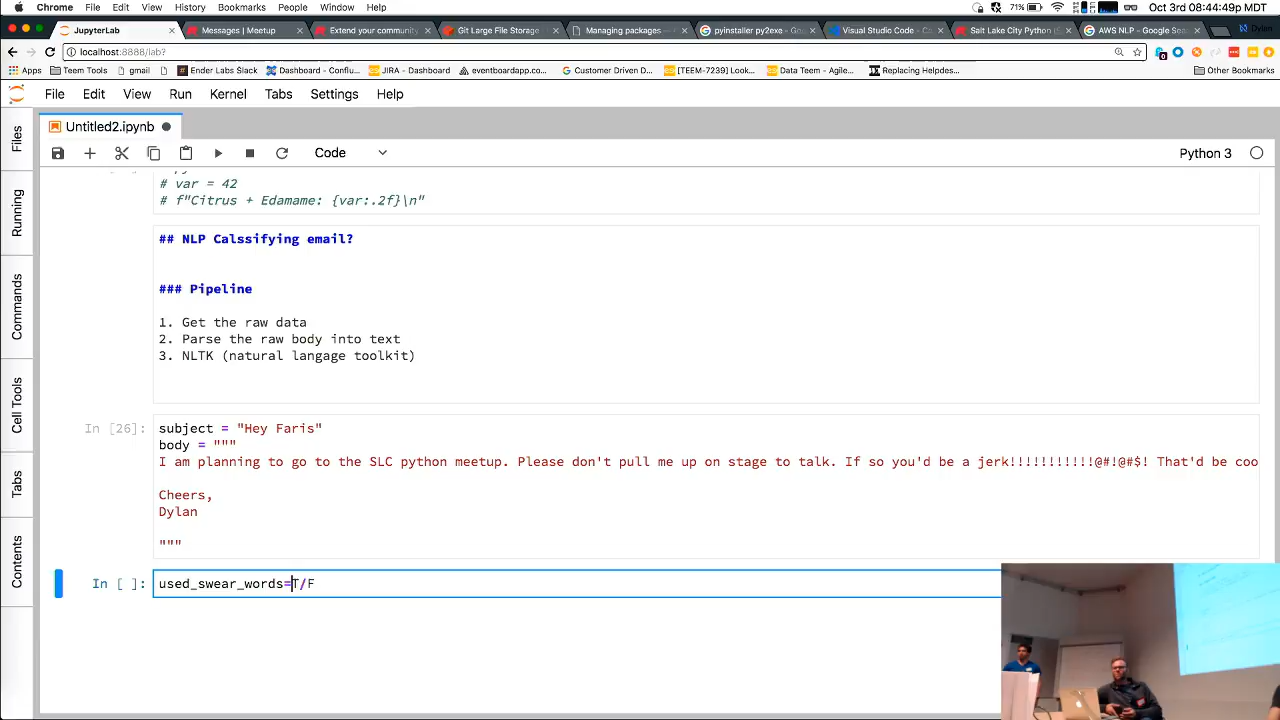 Chrome File Edit View History Bookmarks People Window Help 71% Oct 3rd 08:44:49pm MDT
JupyterLab Messages | Meetup Extend your community Git Large File Storage Managing packages — pyinstaller py2exe - Goo Visual Studio Code - C Salt Lake City Python ( AWS NLP - Google Sea Dylan
localhost:8888/lab?
Apps Teem Tools gmail Ender Labs Slack Dashboard - Conflu... JIRA - Dashboard eventboardapp.co... Customer Driven D... [TEEM-7239] Look... Data Teem - Agile... Replacing Helpdes... Other Bookmarks
File Edit View Run Kernel Tabs Settings Help
Untitled2.ipynb
Code Python 3
Files
Running
Commands
Cell Tools
Tabs
Contents
# var = 42
# f"Citrus + Edamame: {var:.2f}\n"
## NLP Calssifying email?
### Pipeline
1. Get the raw data
2. Parse the raw body into text
3. NLTK (natural langage toolkit)
In [26]: subject = "Hey Faris"
body = """
I am planning to go to the SLC python meetup. Please don't pull me up on stage to talk. If so you'd be a jerk!!!!!!!!!!!@#!@#$! That'd be coo
Cheers,
Dylan
"""
In [ ]: used_swear_words=T/F